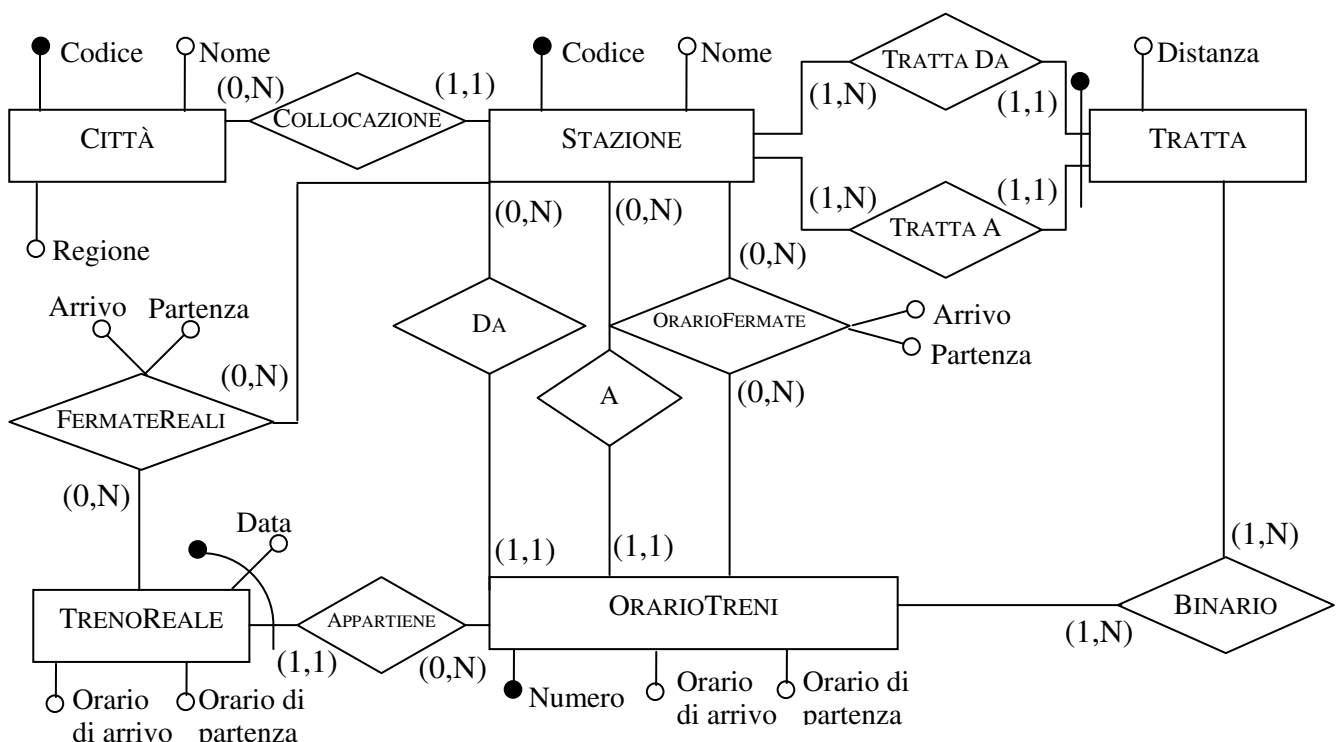 Codice
Nome
Codice
Nome
TRATTA DA
Distanza
(0,N)
(1,1)
(1,N)
(1,1)
CITTÀ
COLLOCAZIONE
STAZIONE
TRATTA
(0,N)
(0,N)
(1,N)
(1,1)
TRATTA A
Regione
(0,N)
Arrivo
Partenza
DA
ORARIOFERMATE
Arrivo
Partenza
(0,N)
A
(0,N)
FERMATEREALI
(0,N)
Data
(1,1)
(1,1)
(1,N)
TRENOREALE
APPARTIENE
ORARIOTRENI
BINARIO
(1,N)
(1,1)
(0,N)
Orario
di arrivo
Orario di
partenza
Numero
Orario
di arrivo
Orario di
partenza